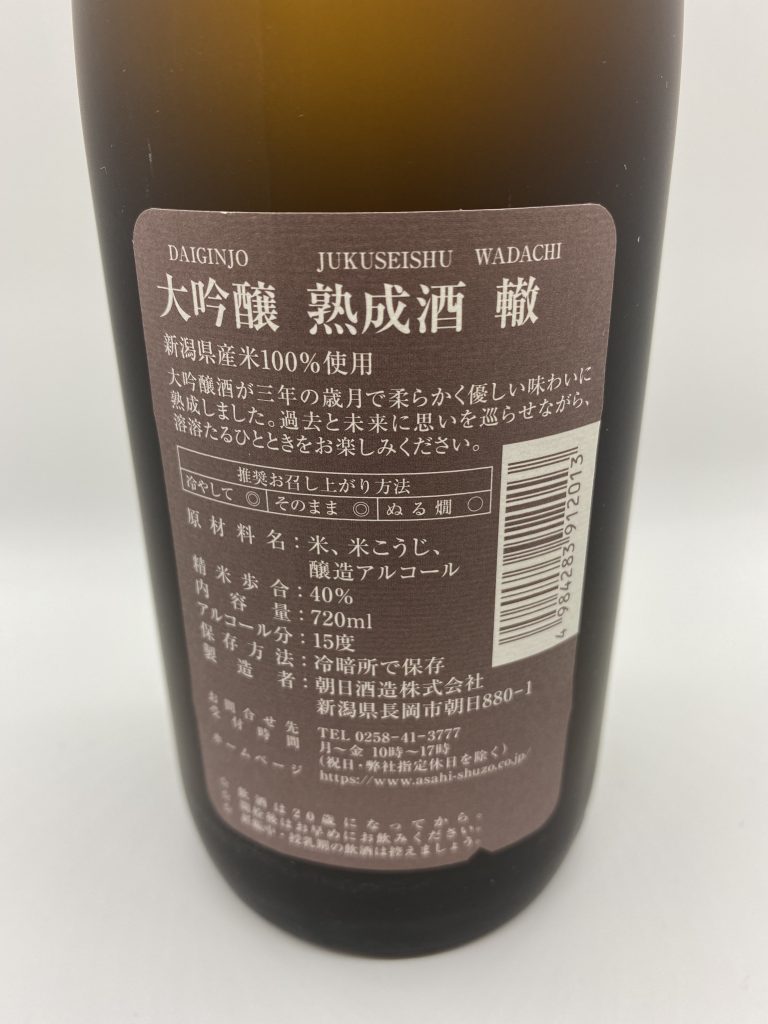 DAIGINJO JUKUSEISHU WADACHI
大吟醸 熟成酒 轍
新潟県産米100%使用
大吟醸酒が三年の歳月で柔らかく優しい味わいに
熟成しました。過去と未来に思いを巡らせながら、
溶溶たるひとときをお楽しみください。
推奨お召し上がり方法
冷やして ◎ そのまま ◎ ぬる燗 ○
原材料名：米、米こうじ、
醸造アルコール
精米歩合：40%
内容量：720ml
アルコール分：15度
保存方法：冷暗所で保存
製造者：朝日酒造株式会社
新潟県長岡市朝日880-1
お問合せ先 TEL 0258-41-3777
受付時間 月～金 10時～17時
(祝日・弊社指定休日を除く)
ホームページ https://www.asahi-shuzo.co.jp/
☆飲酒は20歳になってから。
☆開栓後はお早めにお飲みください。
☆妊娠中・授乳期の飲酒は控えましょう。
4984283912013